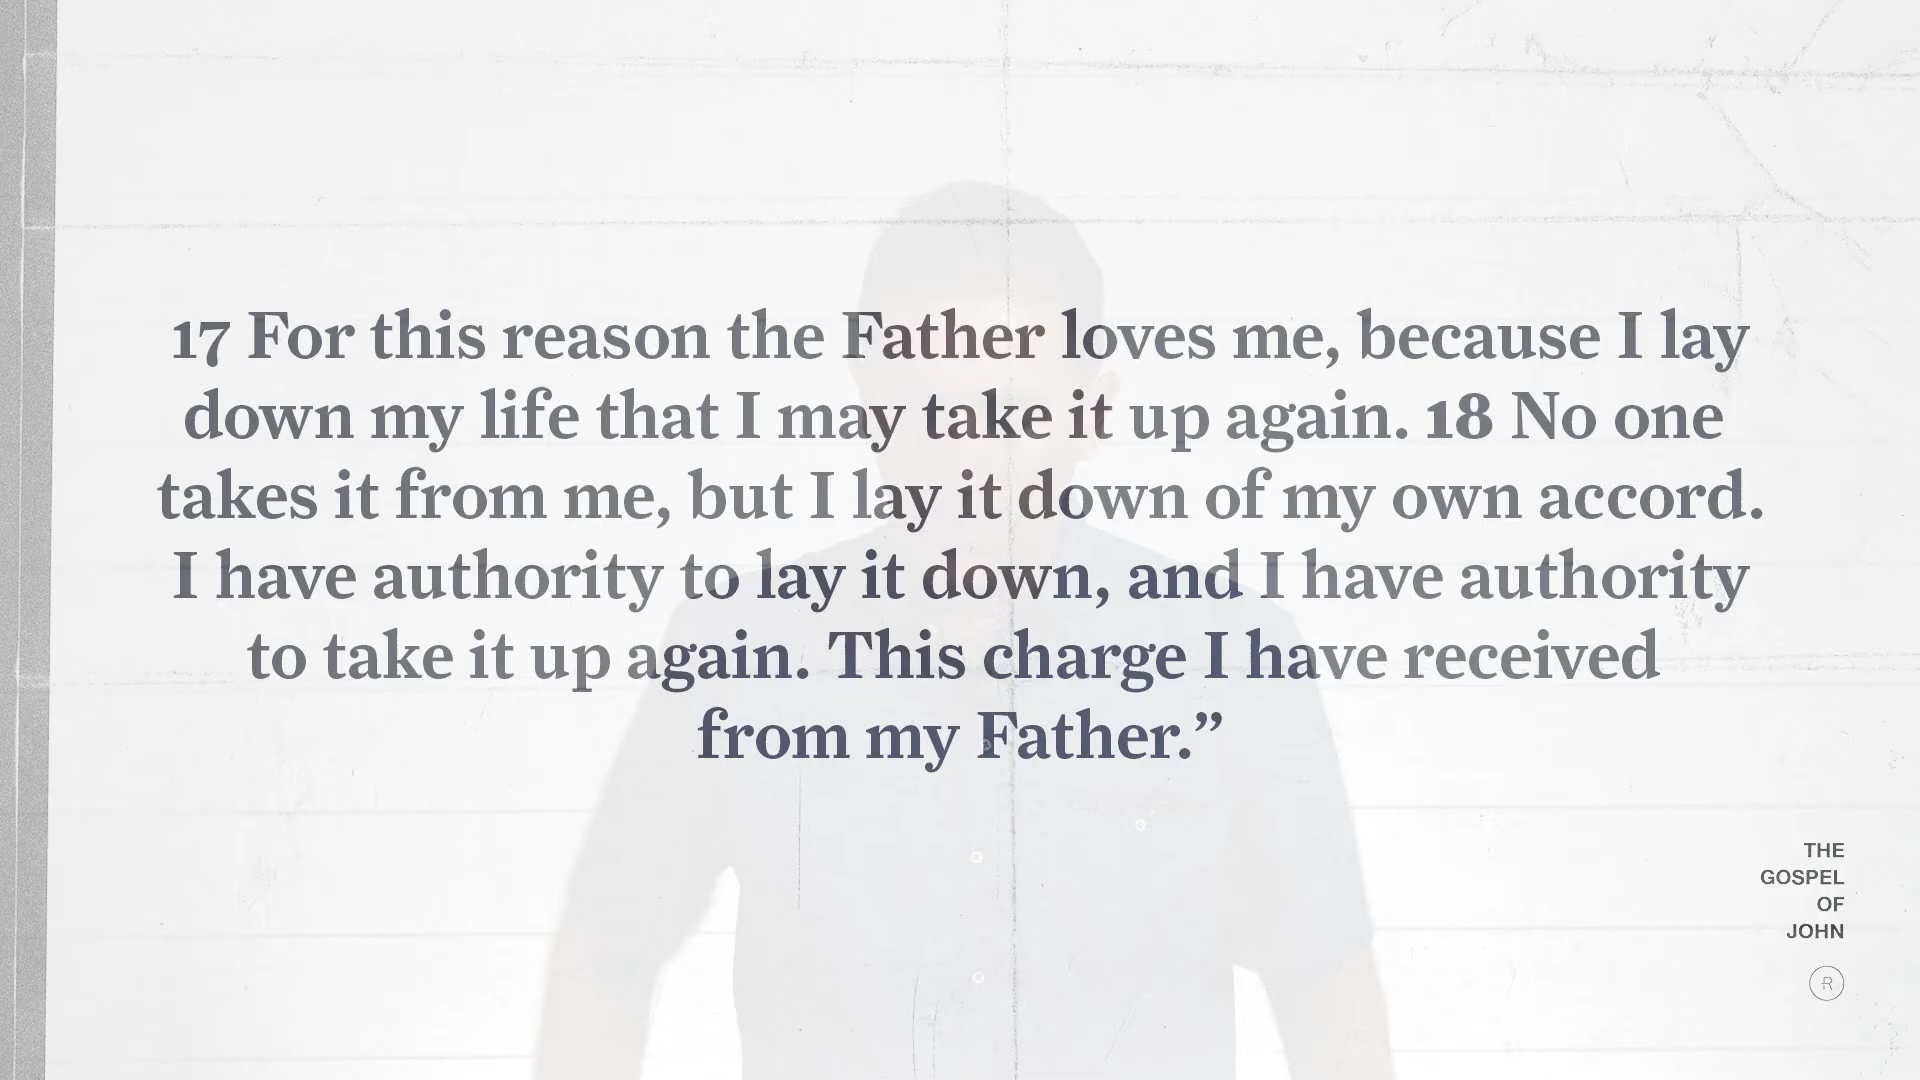 17 For this reason the Father loves me, because I lay
down my life that I may take it up again. 18 No one
takes it from me, but I lay it down of my own accord.
I have authority to lay it down, and I have authority
to take it up again. This charge I have received
from my Father.”
THE
GOSPEL
OF
JOHN
R